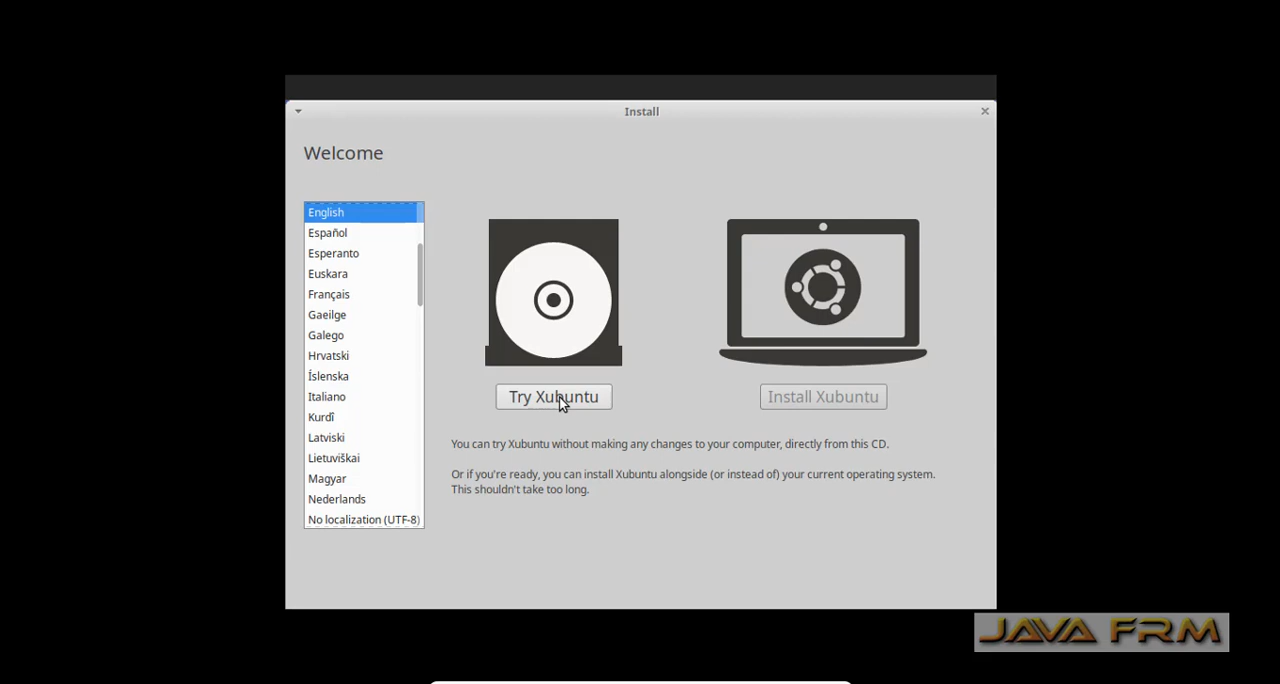 Install
Welcome
English
Español
Esperanto
Euskara
Français
Gaeilge
Galego
Hrvatski
Íslenska
Italiano
Kurdî
Latviski
Lietuviškai
Magyar
Nederlands
No localization (UTF-8)
Try Xubuntu
Install Xubuntu
You can try Xubuntu without making any changes to your computer, directly from this CD.
Or if you're ready, you can install Xubuntu alongside (or instead of) your current operating system.
This shouldn't take too long.
JAVA FRM